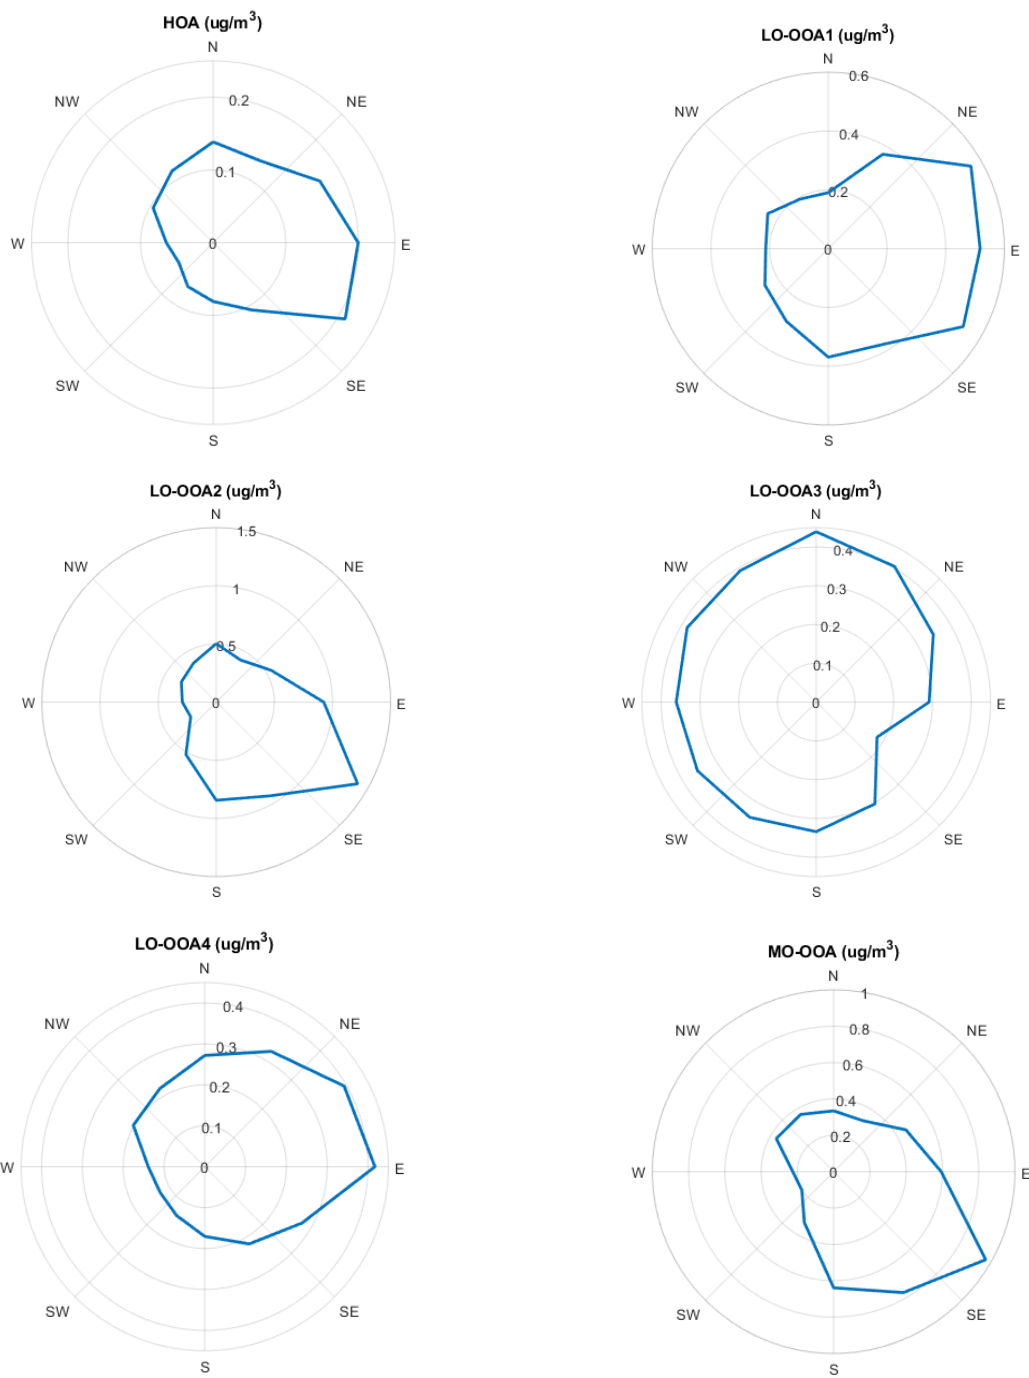 HOA (ug/m³)
N
NW
NE
0.2
0.1
W
0
E
SW
SE
S
LO-OOA1 (ug/m³)
N
0.6
NW
NE
0.4
0.2
W
0
E
SW
SE
S
LO-OOA2 (ug/m³)
N
1.5
NW
NE
1
0.5
W
0
E
SW
SE
S
LO-OOA3 (ug/m³)
N
0.4
NW
NE
0.3
0.2
0.1
W
0
E
SW
SE
S
LO-OOA4 (ug/m³)
N
0.4
NW
NE
0.3
0.2
0.1
W
0
E
SW
SE
S
MO-OOA (ug/m³)
N
1
NW
NE
0.8
0.6
0.4
0.2
W
0
E
SW
SE
S